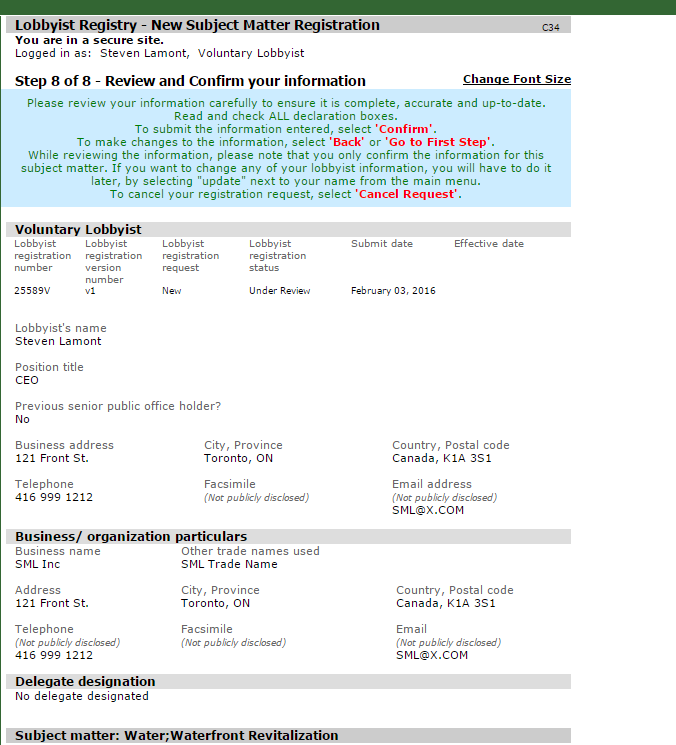 Lobbyist Registry - New Subject Matter Registration C34
You are in a secure site.
Logged in as: Steven Lamont, Voluntary Lobbyist
Step 8 of 8 - Review and Confirm your information Change Font Size
Please review your information carefully to ensure it is complete, accurate and up-to-date.
Read and check ALL declaration boxes.
To submit the information entered, select 'Confirm'.
To make changes to the information, select 'Back' or 'Go to First Step'.
While reviewing the information, please note that you only confirm the information for this
subject matter. If you want to change any of your lobbyist information, you will have to do it
later, by selecting "update" next to your name from the main menu.
To cancel your registration request, select 'Cancel Request'.
Voluntary Lobbyist
Lobbyist Lobbyist Lobbyist Lobbyist Submit date Effective date
registration registration registration registration
number version request status
number
25589V v1 New Under Review February 03, 2016
Lobbyist's name
Steven Lamont
Position title
CEO
Previous senior public office holder?
No
Business address City, Province Country, Postal code
121 Front St. Toronto, ON Canada, K1A 3S1
Telephone Facsimile Email address
416 999 1212 (Not publicly disclosed) (Not publicly disclosed)
SML@X.COM
Business/ organization particulars
Business name Other trade names used
SML Inc SML Trade Name
Address City, Province Country, Postal code
121 Front St. Toronto, ON Canada, K1A 3S1
Telephone Facsimile Email
(Not publicly disclosed) (Not publicly disclosed) (Not publicly disclosed)
416 999 1212 SML@X.COM
Delegate designation
No delegate designated
Subject matter: Water;Waterfront Revitalization